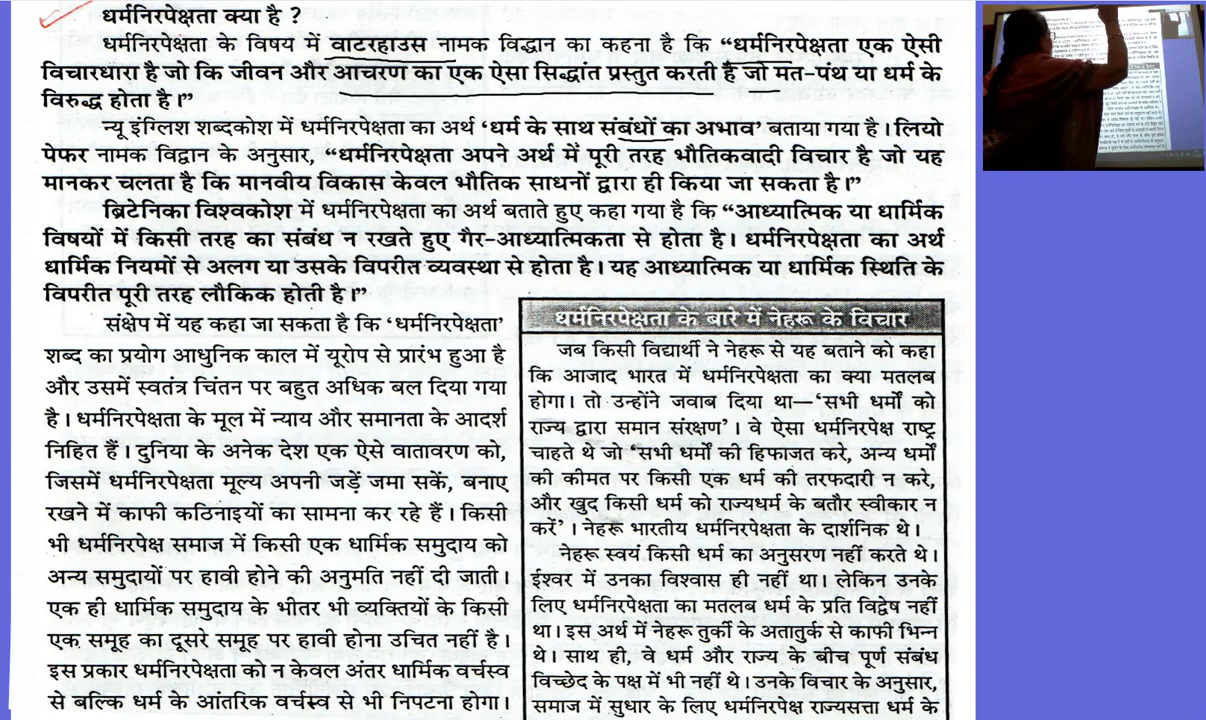 धर्मनिरपेक्षता क्या है ?
धर्मनिरपेक्षता के विषय में वाटरहाउस नामक विद्धान का कहना है कि “धर्मनिरपेक्षता एक ऐसी
विचारधारा है जो कि जीवन और आचरण का एक ऐसा सिद्धांत प्रस्तुत करती है जो मत-पंथ या धर्म के
विरुद्ध होता है।”
न्यू इंग्लिश शब्दकोश में धर्मनिरपेक्षता का अर्थ ‘धर्म के साथ संबंधों का अभाव’ बताया गया है। लियो
पेफर नामक विद्वान के अनुसार, “धर्मनिरपेक्षता अपने अर्थ में पूरी तरह भौतिकवादी विचार है जो यह
मानकर चलता है कि मानवीय विकास केवल भौतिक साधनों द्वारा ही किया जा सकता है।”
ब्रिटेनिका विश्वकोश में धर्मनिरपेक्षता का अर्थ बताते हुए कहा गया है कि “आध्यात्मिक या धार्मिक
विषयों में किसी तरह का संबंध न रखते हुए गैर-आध्यात्मिकता से होता है। धर्मनिरपेक्षता का अर्थ
धार्मिक नियमों से अलग या उसके विपरीत व्यवस्था से होता है। यह आध्यात्मिक या धार्मिक स्थिति के
विपरीत पूरी तरह लौकिक होती है।”
संक्षेप में यह कहा जा सकता है कि ‘धर्मनिरपेक्षता’
शब्द का प्रयोग आधुनिक काल में यूरोप से प्रारंभ हुआ है
और उसमें स्वतंत्र चिंतन पर बहुत अधिक बल दिया गया
है। धर्मनिरपेक्षता के मूल में न्याय और समानता के आदर्श
निहित हैं। दुनिया के अनेक देश एक ऐसे वातावरण को,
जिसमें धर्मनिरपेक्षता मूल्य अपनी जड़ें जमा सकें, बनाए
रखने में काफी कठिनाइयों का सामना कर रहे हैं। किसी
भी धर्मनिरपेक्ष समाज में किसी एक धार्मिक समुदाय को
अन्य समुदायों पर हावी होने की अनुमति नहीं दी जाती।
एक ही धार्मिक समुदाय के भीतर भी व्यक्तियों के किसी
एक समूह का दूसरे समूह पर हावी होना उचित नहीं है।
इस प्रकार धर्मनिरपेक्षता को न केवल अंतर धार्मिक वर्चस्व
से बल्कि धर्म के आंतरिक वर्चस्व से भी निपटना होगा।
धर्मनिरपेक्षता के बारे में नेहरू के विचार
जब किसी विद्यार्थी ने नेहरू से यह बताने को कहा
कि आजाद भारत में धर्मनिरपेक्षता का क्या मतलब
होगा। तो उन्होंने जवाब दिया था—‘सभी धर्मों को
राज्य द्वारा समान संरक्षण’। वे ऐसा धर्मनिरपेक्ष राष्ट्र
चाहते थे जो ‘सभी धर्मों की हिफाजत करे, अन्य धर्मों
की कीमत पर किसी एक धर्म की तरफदारी न करे,
और खुद किसी धर्म को राज्यधर्म के बतौर स्वीकार न
करें’। नेहरू भारतीय धर्मनिरपेक्षता के दार्शनिक थे।
नेहरू स्वयं किसी धर्म का अनुसरण नहीं करते थे।
ईश्वर में उनका विश्वास ही नहीं था। लेकिन उनके
लिए धर्मनिरपेक्षता का मतलब धर्म के प्रति विद्वेष नहीं
था। इस अर्थ में नेहरू तुर्की के अतातुर्क से काफी भिन्न
थे। साथ ही, वे धर्म और राज्य के बीच पूर्ण संबंध
विच्छेद के पक्ष में भी नहीं थे। उनके विचार के अनुसार,
समाज में सुधार के लिए धर्मनिरपेक्ष राज्यसत्ता धर्म के